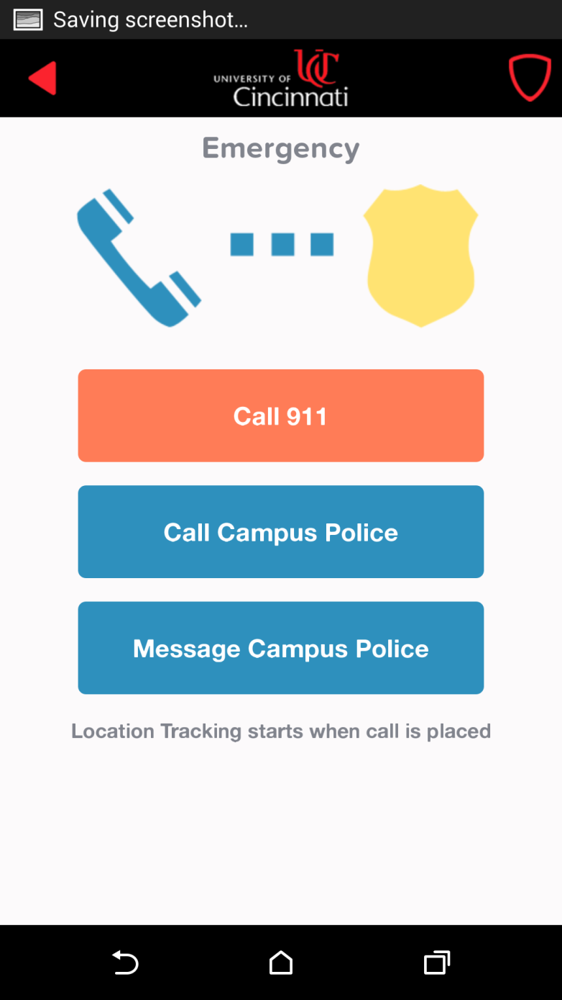 Saving screenshot...
UNIVERSITY OF UC
Cincinnati
Emergency
Call 911
Call Campus Police
Message Campus Police
Location Tracking starts when call is placed